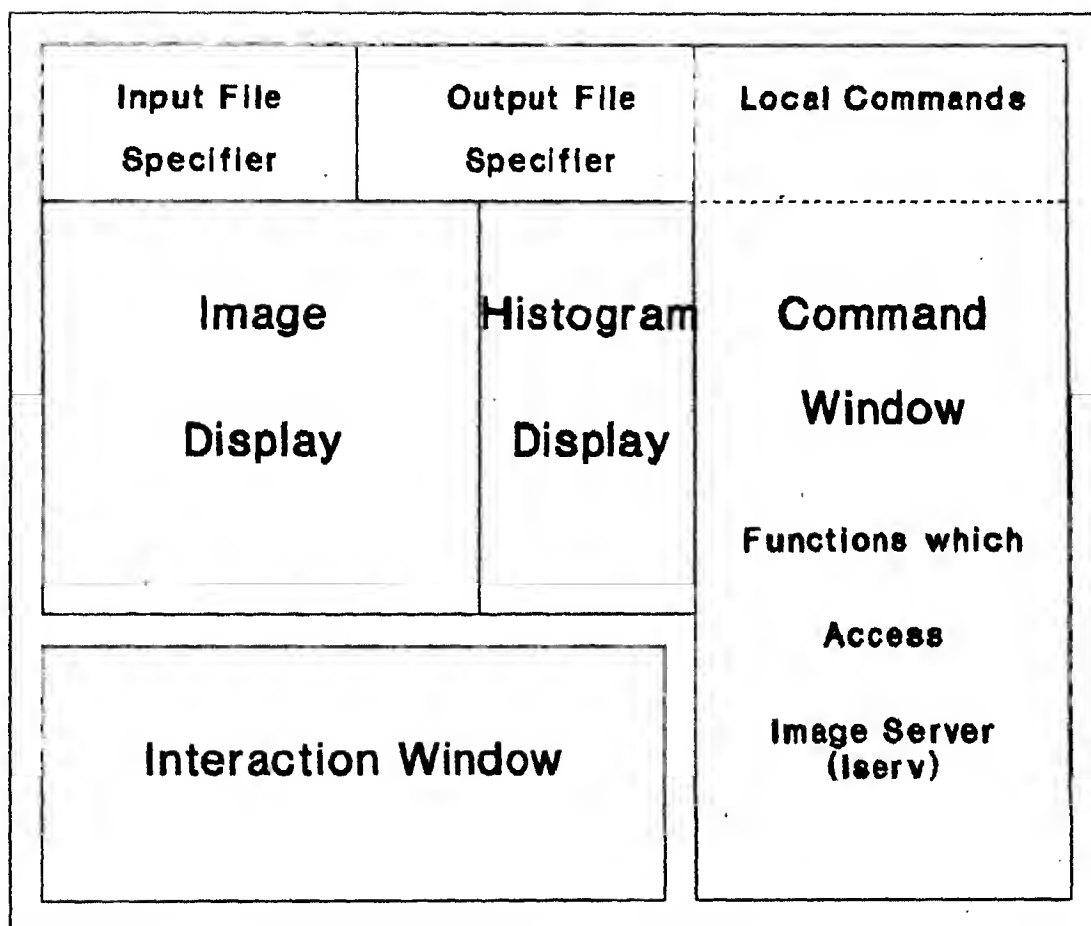 Input File
Specifier
Output File
Specifier
Local Commands
Image
Display
Histogram
Display
Command
Window
Functions which
Access
Image Server
(Iserv)
Interaction Window